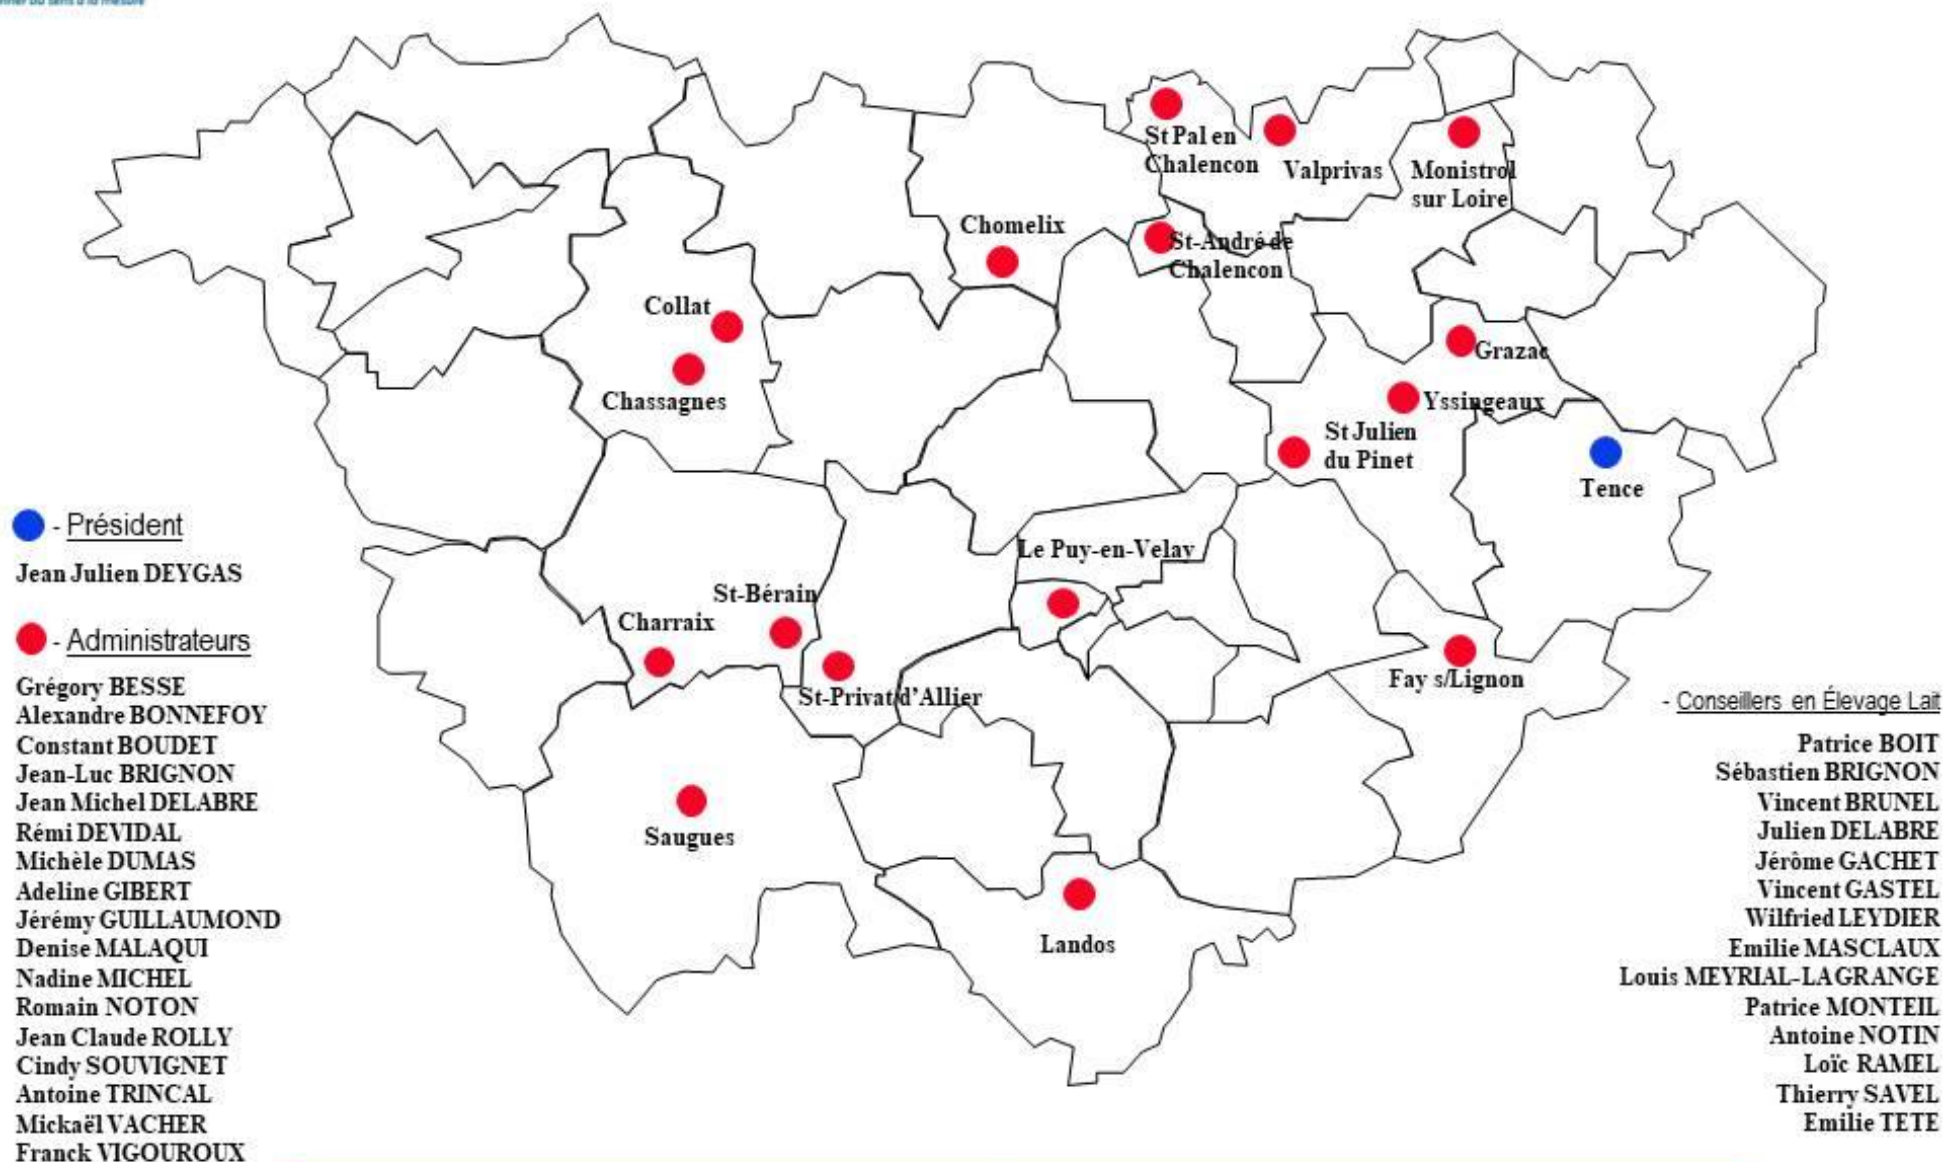 donner du sens à la mesure
St Pal en
Chalencon
Valprivas
Monistrol
sur Loire
Chomelix
St-André de
Chalencon
Collat
Chassagnes
Grazac
Yssingeaux
St Julien
du Pinet
Tence
Le Puy-en-Velay
St-Bérain
Charraix
St-Privat d'Allier
Fay s/Lignon
Saugues
Landos
- Président
Jean Julien DEYGAS
- Administrateurs
Grégory BESSE
Alexandre BONNEFOY
Constant BOUDET
Jean-Luc BRIGNON
Jean Michel DELABRE
Rémi DEVIDAL
Michèle DUMAS
Adeline GIBERT
Jérémy GUILLAUMOND
Denise MALAQUI
Nadine MICHEL
Romain NOTON
Jean Claude ROLLY
Cindy SOUVIGNET
Antoine TRINCAL
Mickaël VACHER
Franck VIGOUROUX
- Conseillers en Élevage Lait
Patrice BOIT
Sébastien BRIGNON
Vincent BRUNEL
Julien DELABRE
Jérôme GACHET
Vincent GASTEL
Wilfried LEYDIER
Emilie MASCLAUX
Louis MEYRIAL-LAGRANGE
Patrice MONTEIL
Antoine NOTIN
Loïc RAMEL
Thierry SAVEL
Emilie TETE